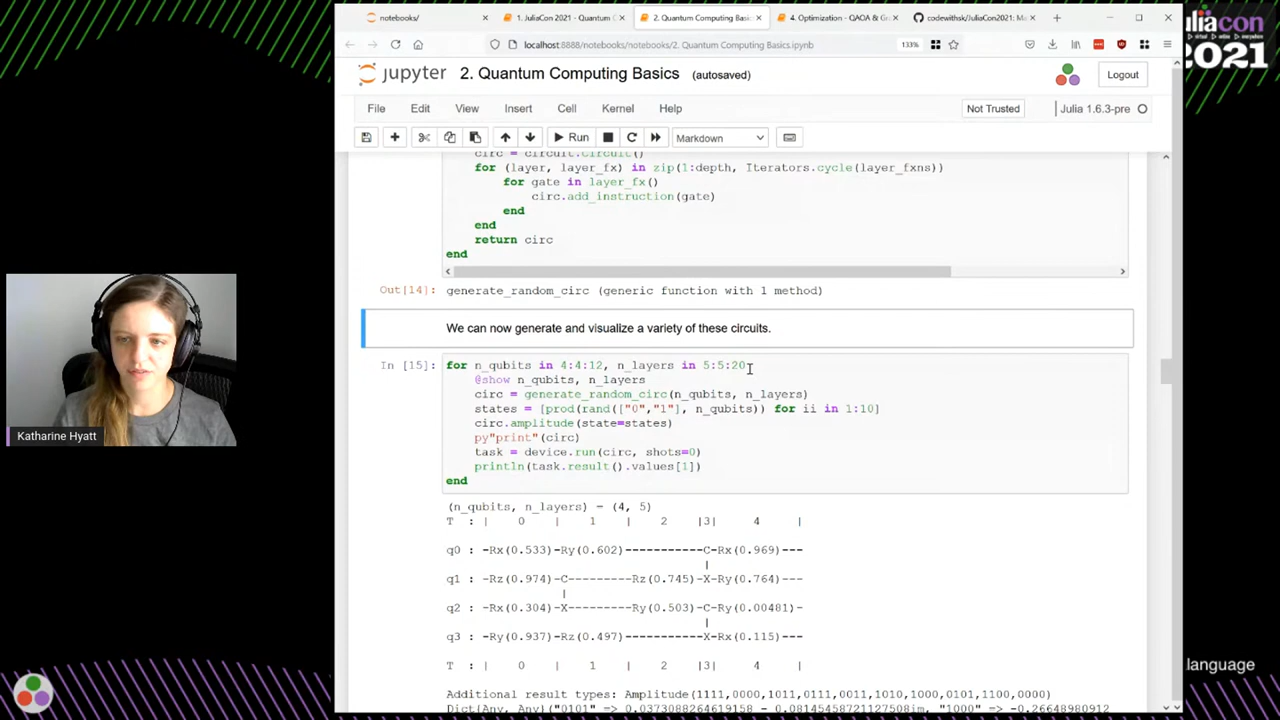 notebooks/
1. JuliaCon 2021 - Quantum C
2. Quantum Computing Basic
4. Optimization - QAOA & Gr
codewithsk/JuliaCon2021: Ma
localhost:8888/notebooks/notebooks/2. Quantum Computing Basics.ipynb
133%
uliacon
2021
jupyter 2. Quantum Computing Basics (autosaved)
Logout
File Edit View Insert Cell Kernel Help
Not Trusted
Julia 1.6.3-pre
Run
Markdown
circ = circuit.Circuit()
for (layer, layer_fx) in zip(1:depth, Iterators.cycle(layer_fxns))
for gate in layer_fx()
circ.add_instruction(gate)
end
end
return circ
end
Out[14]: generate_random_circ (generic function with 1 method)
We can now generate and visualize a variety of these circuits.
In [15]: for n_qubits in 4:4:12, n_layers in 5:5:20
@show n_qubits, n_layers
circ = generate_random_circ(n_qubits, n_layers)
states = [prod(rand(["0","1"], n_qubits)) for ii in 1:10]
circ.amplitude(state=states)
py"print"(circ)
task = device.run(circ, shots=0)
println(task.result().values[1])
end
(n_qubits, n_layers) = (4, 5)
T : | 0 | 1 | 2 |3| 4 |
q0 : -Rx(0.533)-Ry(0.602)-----------C-Rx(0.969)---
|
q1 : -Rz(0.974)-C---------Rz(0.745)-X-Ry(0.764)---
|
q2 : -Rx(0.304)-X---------Ry(0.503)-C-Ry(0.00481)-
|
q3 : -Ry(0.937)-Rz(0.497)-----------X-Rx(0.115)---
T : | 0 | 1 | 2 |3| 4 |
Additional result types: Amplitude(1111,0000,1011,0111,0011,1010,1000,0101,1100,0000)
Dict{Any, Any}("0101" => 0.0373088264619158 - 0.08145458721127508im, "1000" => -0.26648980912
Katharine Hyatt
language